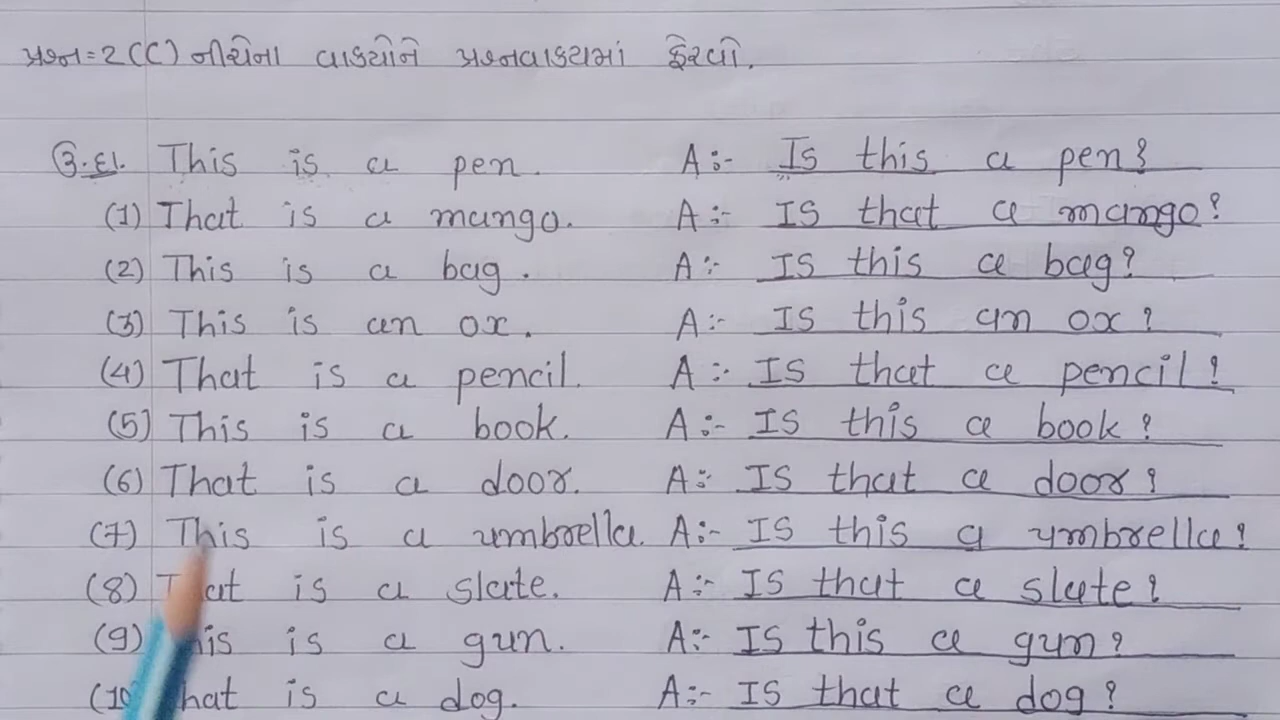 પ્રશ્ન=2(C) નીચેના વાક્યોને પ્રશ્નવાક્યમાં ફેરવો.
ઉ.દા. This is a pen. A:- Is this a pen?
(1) That is a mango. A:- IS that a mango?
(2) This is a bag. A:- IS this a bag?
(3) This is an ox. A:- IS this an ox?
(4) That is a pencil. A:- IS that a pencil?
(5) This is a book. A:- IS this a book?
(6) That is a door. A:- IS that a door?
(7) This is a umbrella. A:- IS this a umbrella?
(8) That is a slate. A:- IS that a slate?
(9) This is a gun. A:- IS this a gun?
(10) That is a dog. A:- IS that a dog?